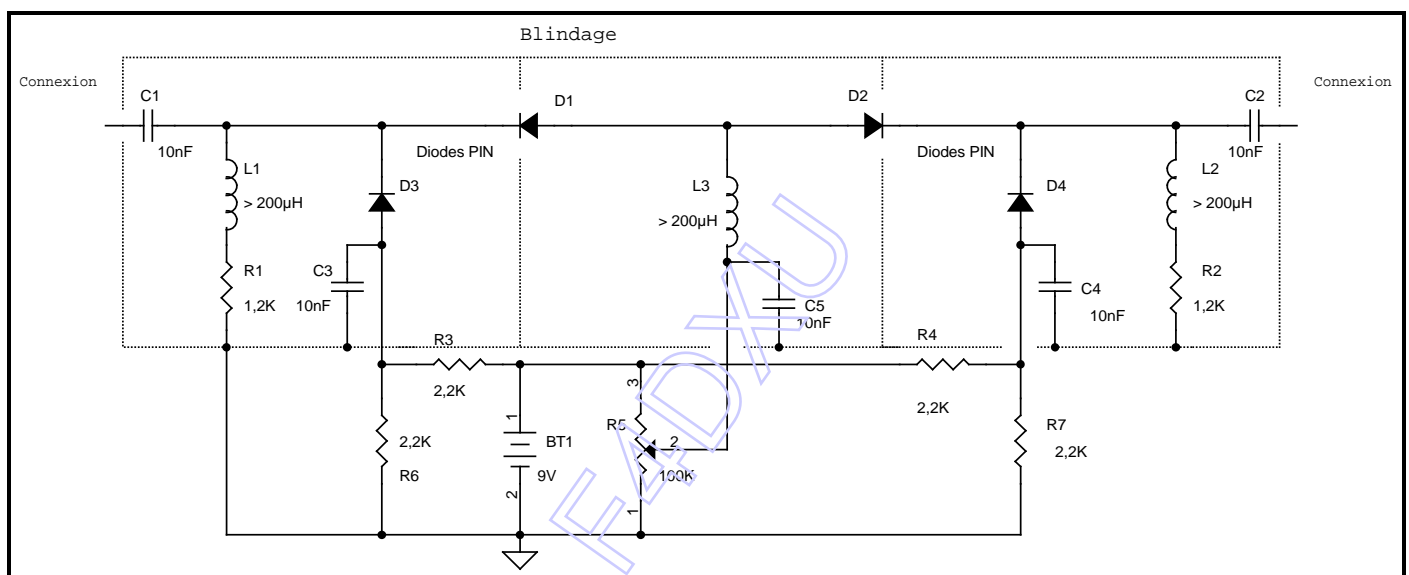 Blindage
Connexion
Connexion
C1
10nF
D1
D2
C2
10nF
Diodes PIN
Diodes PIN
L1
> 200µH
D3
L3
> 200µH
D4
L2
> 200µH
R1
1,2K
C3
10nF
C5
10nF
C4
10nF
R2
1,2K
R3
2,2K
R4
2,2K
3
R5
2
100K
1
1
BT1
9V
2
2,2K
R6
R7
2,2K
F4DXU